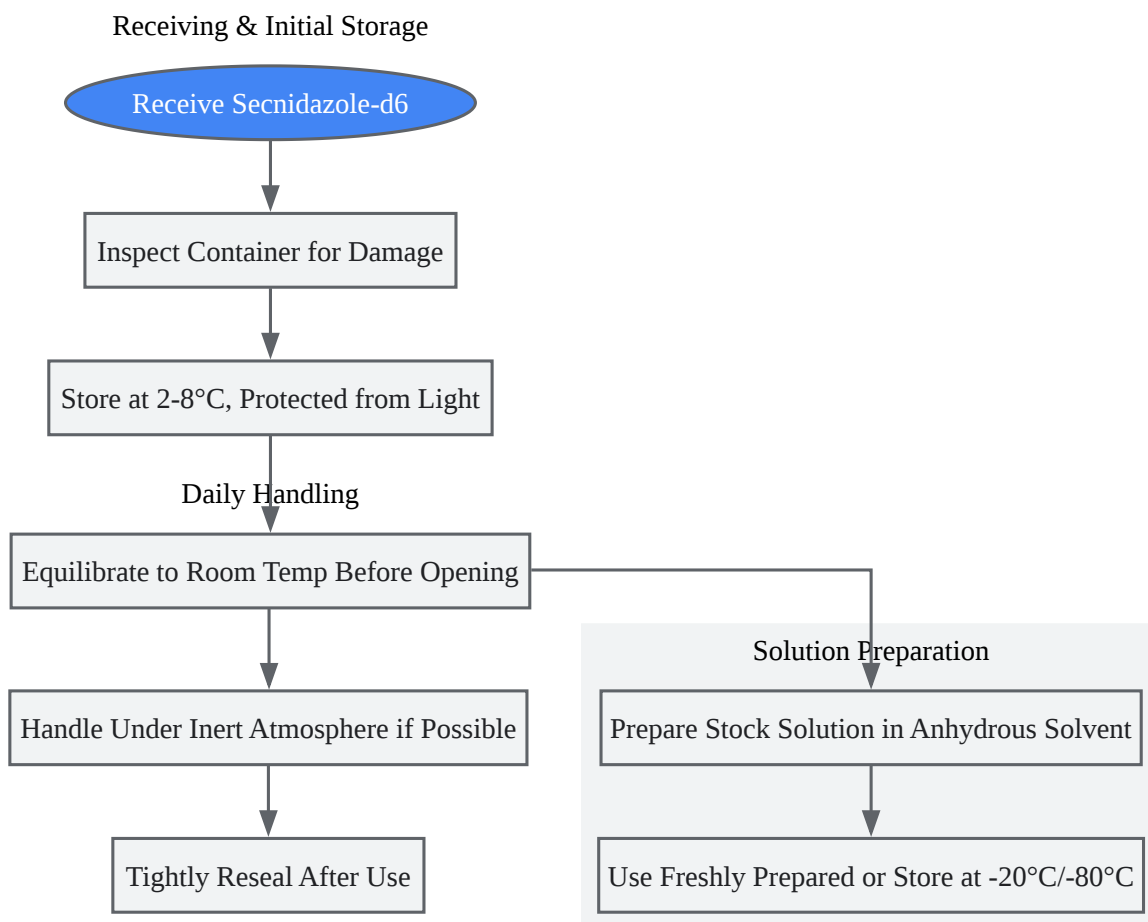 Receiving & Initial Storage
Receive Secnidazole-d6
Inspect Container for Damage
Store at 2-8°C, Protected from Light
Daily Handling
Equilibrate to Room Temp Before Opening
Handle Under Inert Atmosphere if Possible
Tightly Reseal After Use
Solution Preparation
Prepare Stock Solution in Anhydrous Solvent
Use Freshly Prepared or Store at -20°C/-80°C